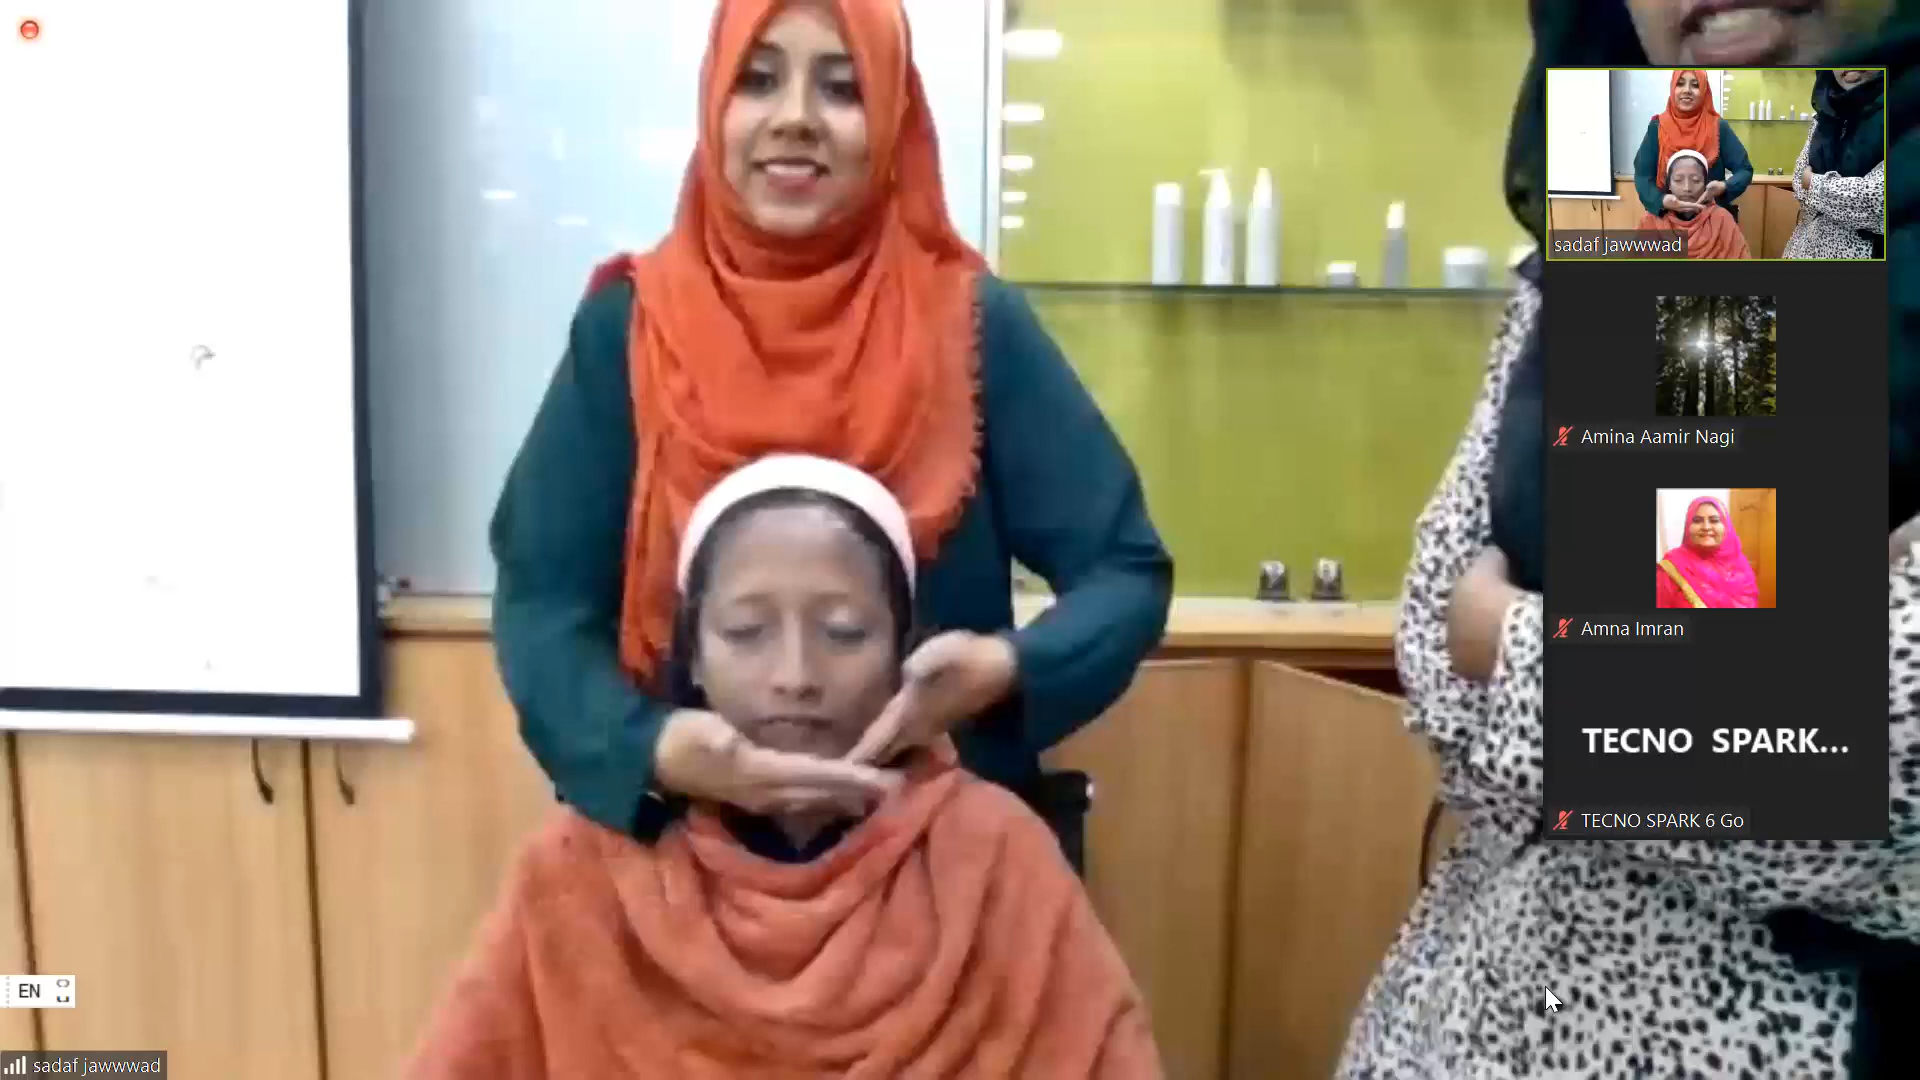 sadaf jawwwad
Amina Aamir Nagi
Amna Imran
TECNO SPARK...
TECNO SPARK 6 Go
EN
sadaf jawwwad